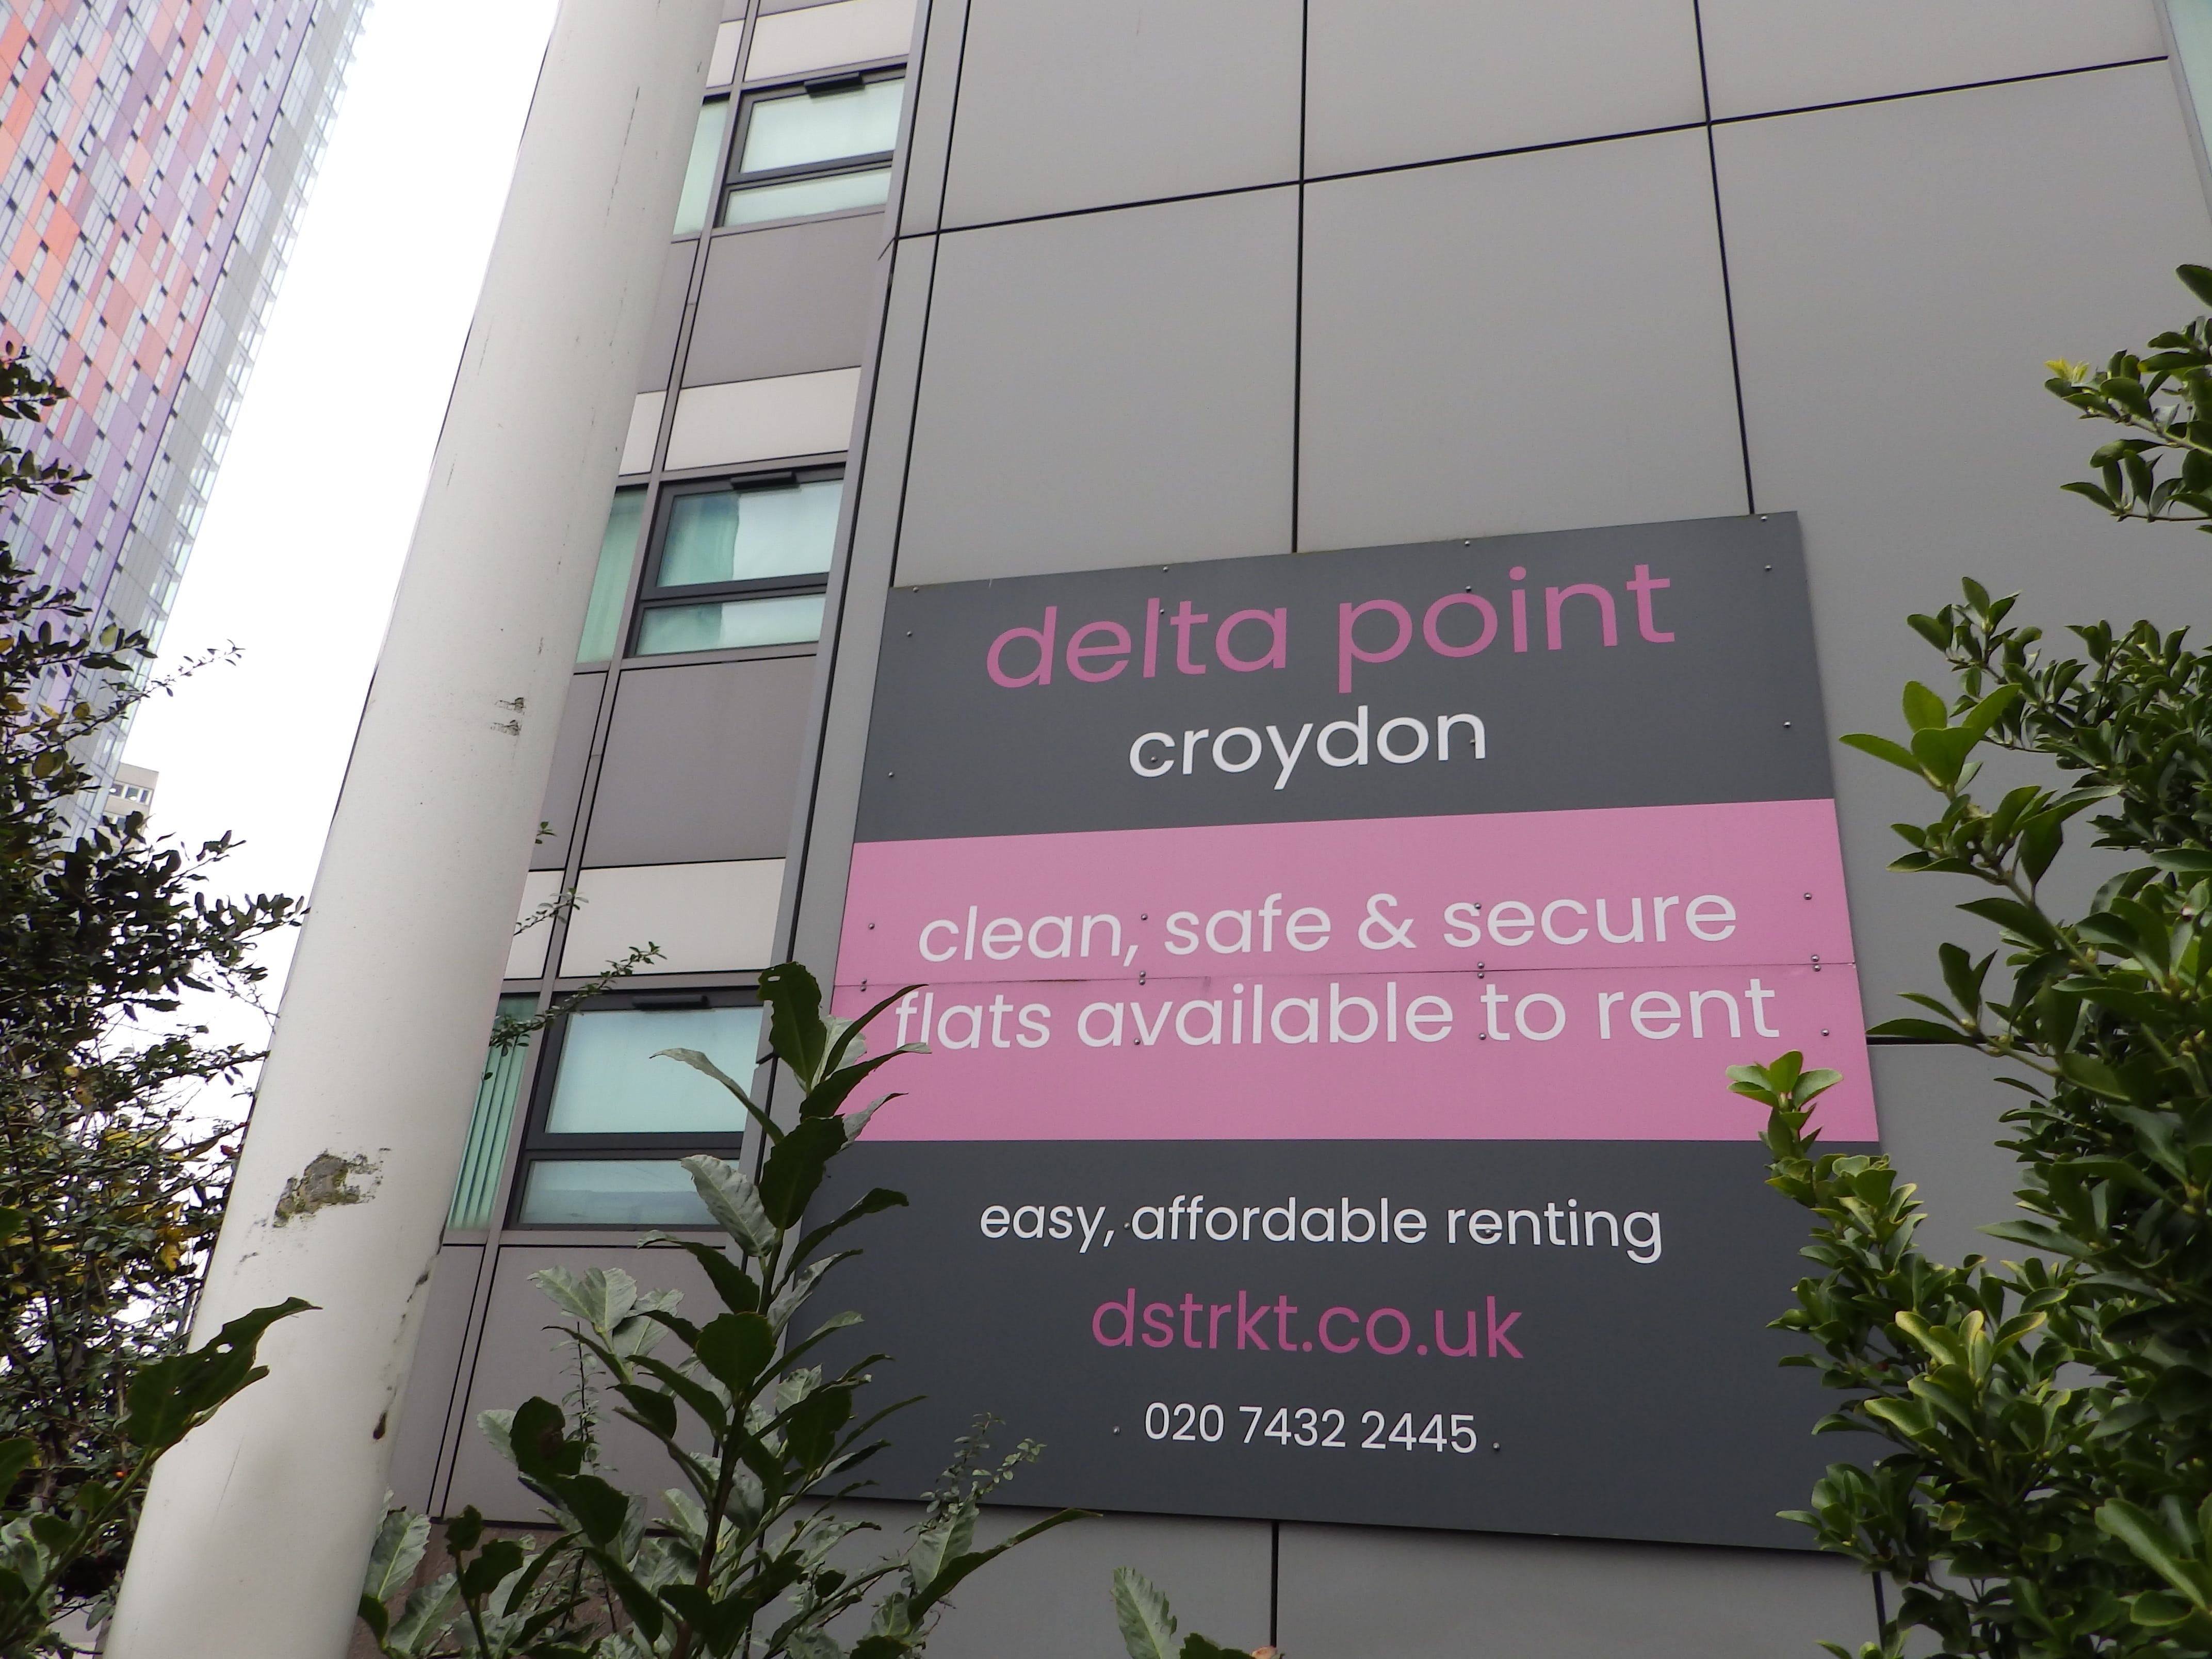 delta point
croydon
clean, safe & secure
flats available to rent
easy, affordable renting
dstrkt.co.uk
020 7432 2445